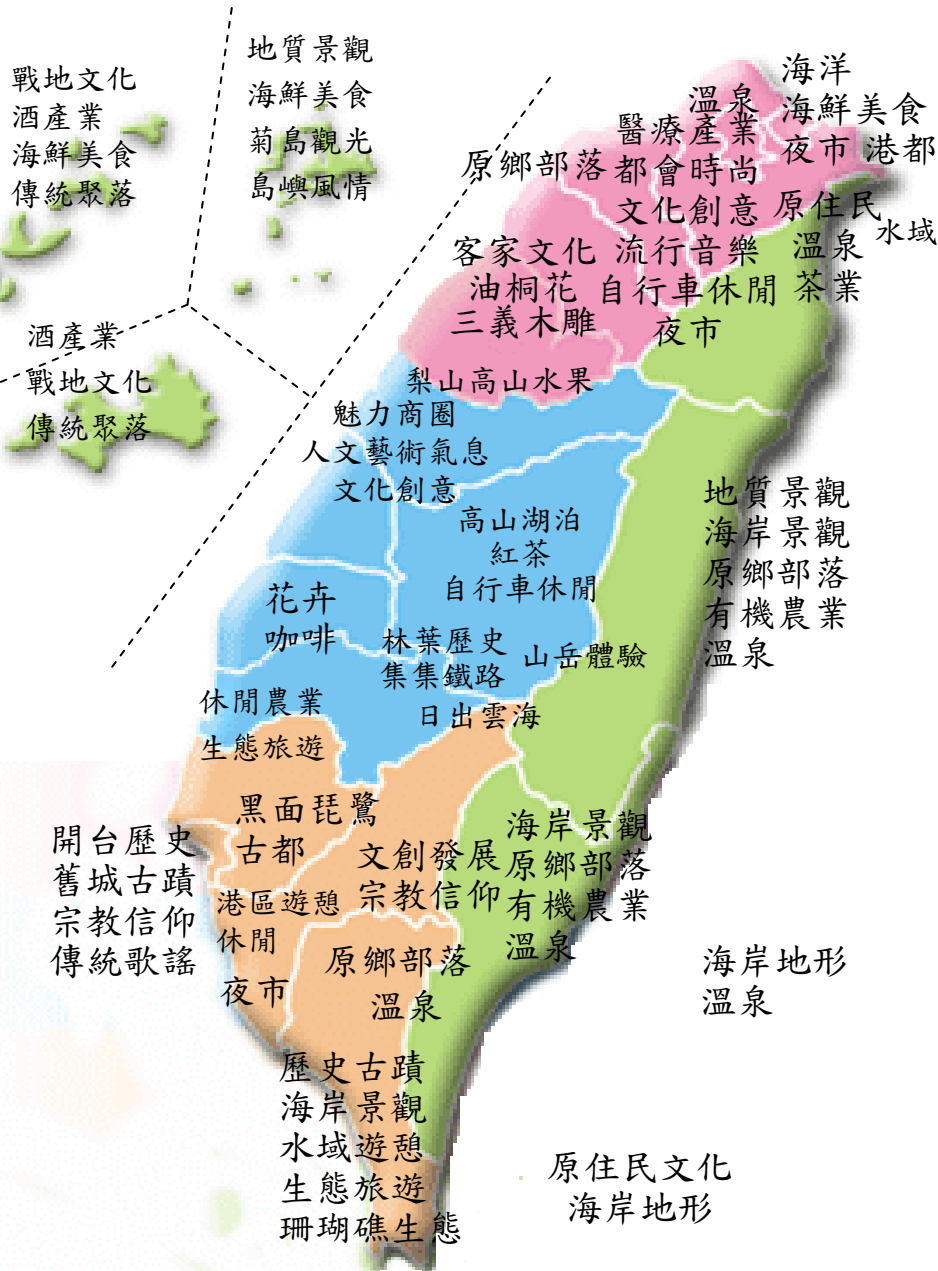 戰地文化
酒產業
海鮮美食
傳統聚落
地質景觀
海鮮美食
菊島觀光
島嶼風情
酒產業
戰地文化
傳統聚落
海洋
海鮮美食
夜市 港都
溫泉
醫療產業
都會時尚
文化創意
流行音樂
自行車休閒
夜市
原鄉部落
原住民
溫泉
茶業
水域
客家文化
油桐花
三義木雕
梨山高山水果
魅力商圈
人文藝術氣息
文化創意
高山湖泊
紅茶
自行車休閒
地質景觀
海岸景觀
原鄉部落
有機農業
溫泉
花卉
咖啡
林葉歷史
集集鐵路
山岳體驗
日出雲海
休閒農業
生態旅遊
黑面琵鷺
古都
開台歷史
舊城古蹟
宗教信仰
傳統歌謠
文創發展
宗教信仰
海岸景觀
原鄉部落
有機農業
溫泉
港區遊憩
休閒
夜市
原鄉部落
溫泉
海岸地形
溫泉
歷史古蹟
海岸景觀
水域遊憩
生態旅遊
珊瑚礁生態
原住民文化
海岸地形